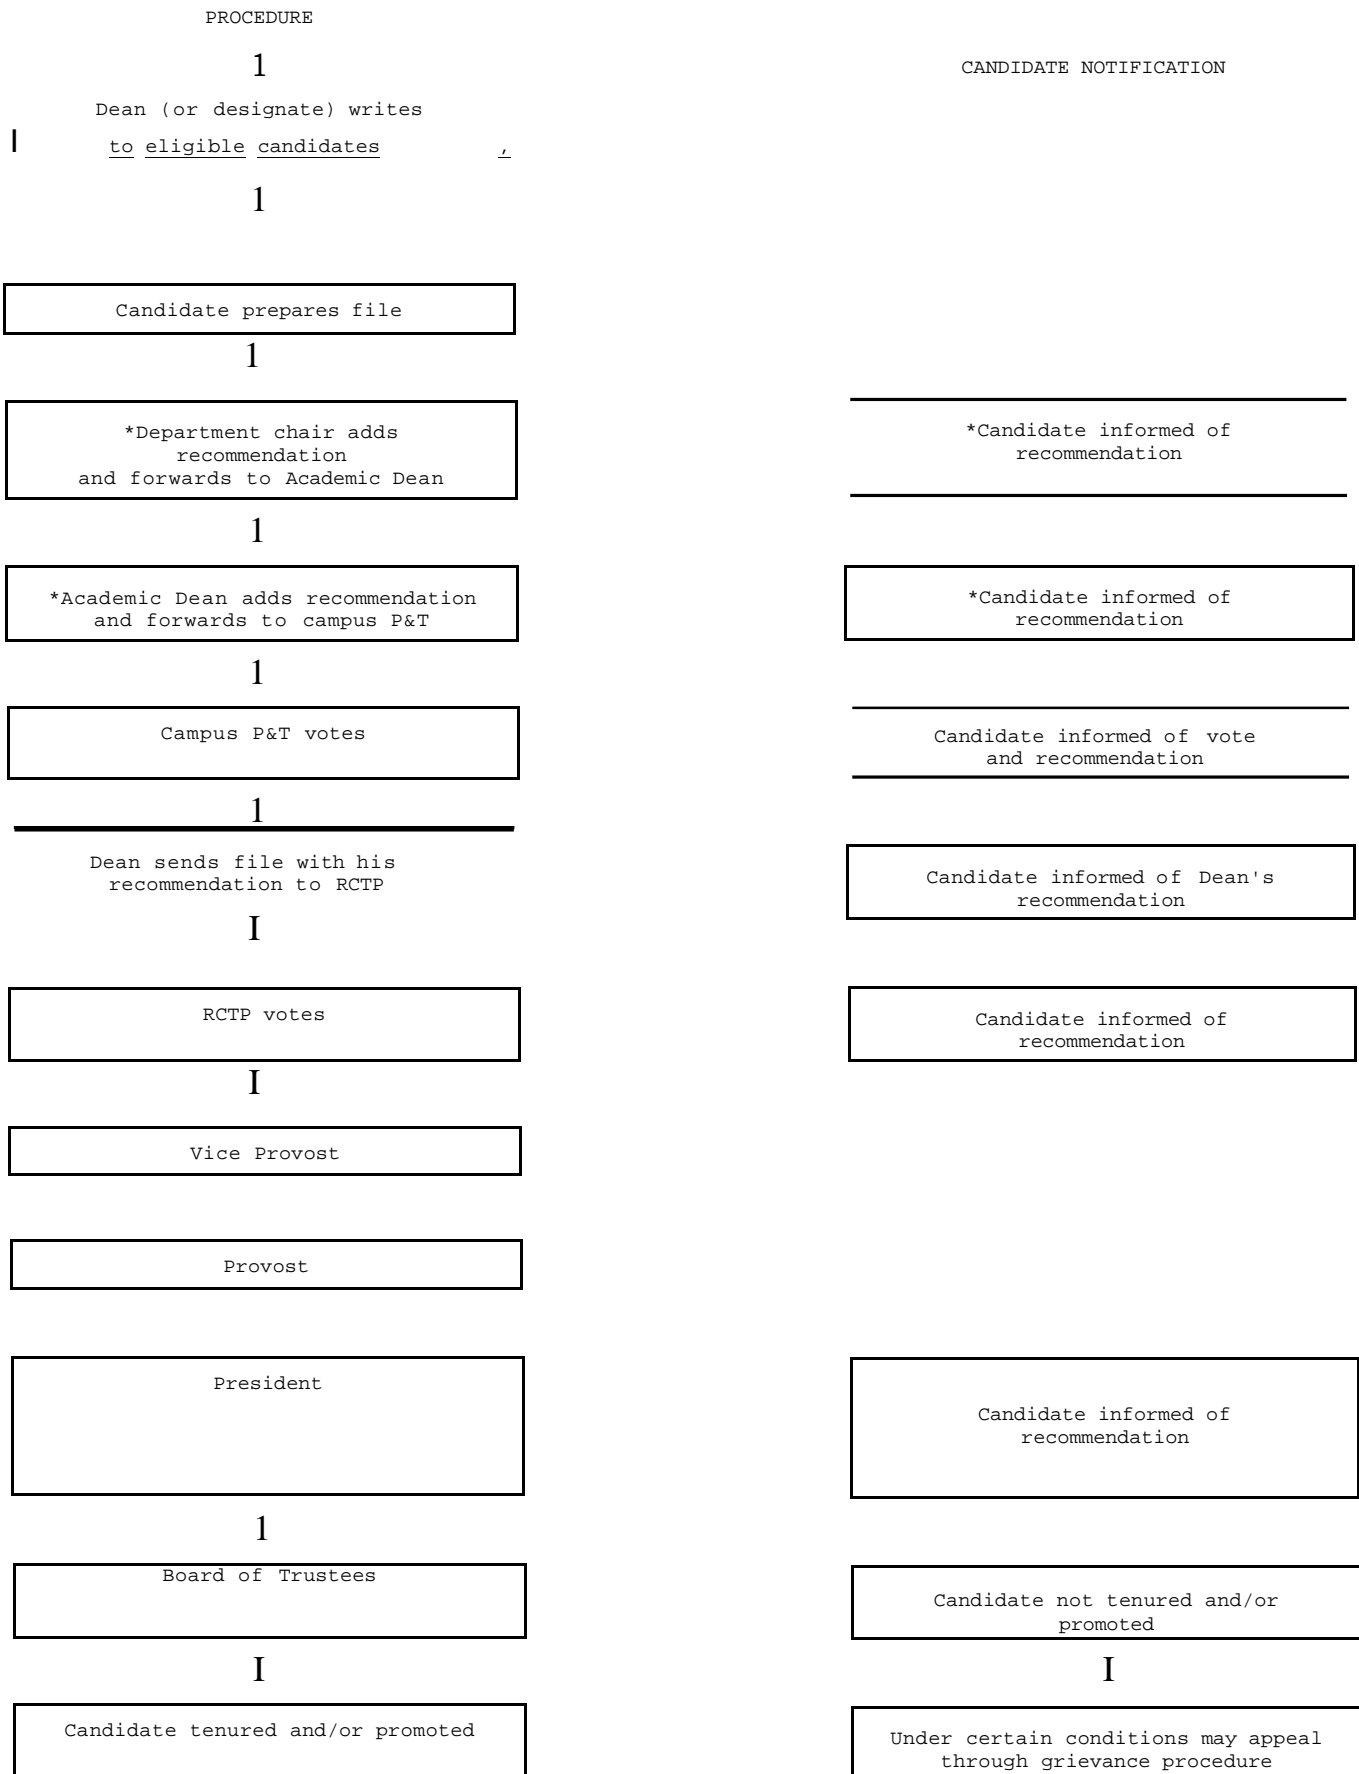 PROCEDURE
1
CANDIDATE NOTIFICATION
Dean (or designate) writes
I to eligible candidates ,
1
Candidate prepares file
1
*Department chair adds
recommendation
and forwards to Academic Dean
*Candidate informed of
recommendation
1
*Academic Dean adds recommendation
and forwards to campus P&T
*Candidate informed of
recommendation
1
Campus P&T votes
Candidate informed of vote
and recommendation
1
Dean sends file with his
recommendation to RCTP
Candidate informed of Dean's
recommendation
I
RCTP votes
Candidate informed of
recommendation
I
Vice Provost
Provost
President
Candidate informed of
recommendation
1
Board of Trustees
Candidate not tenured and/or
promoted
I
I
Candidate tenured and/or promoted
Under certain conditions may appeal
through grievance procedure